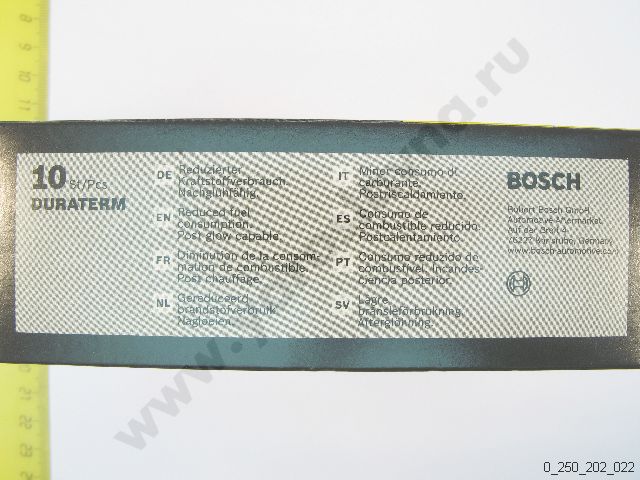 10 St/Pcs
DURATERM
DE Reduzierter
Kraftstoffverbrauch.
Nachglühfähig.
EN Reduced fuel
consumption.
Post glow capable.
FR Diminution de la consom-
mation de combustible.
Post chauffage.
NL Gereduceerd
brandstofverbruik.
Nagloeien.
IT Minor consumo di
carburante.
Postriscaldamiento.
ES Consumo de
combustible reducido.
Postcalentamiento.
PT Consumo reduzido de
combustível, incandes-
ciencia posterior.
SV Lägre
bränsleförbrukning.
Efterglödning.
BOSCH
Robert Bosch GmbH
Automotive Aftermarket
Auf der Breit 4
76227 Karlsruhe, Germany
www.bosch-automotive.com
0_250_202_022